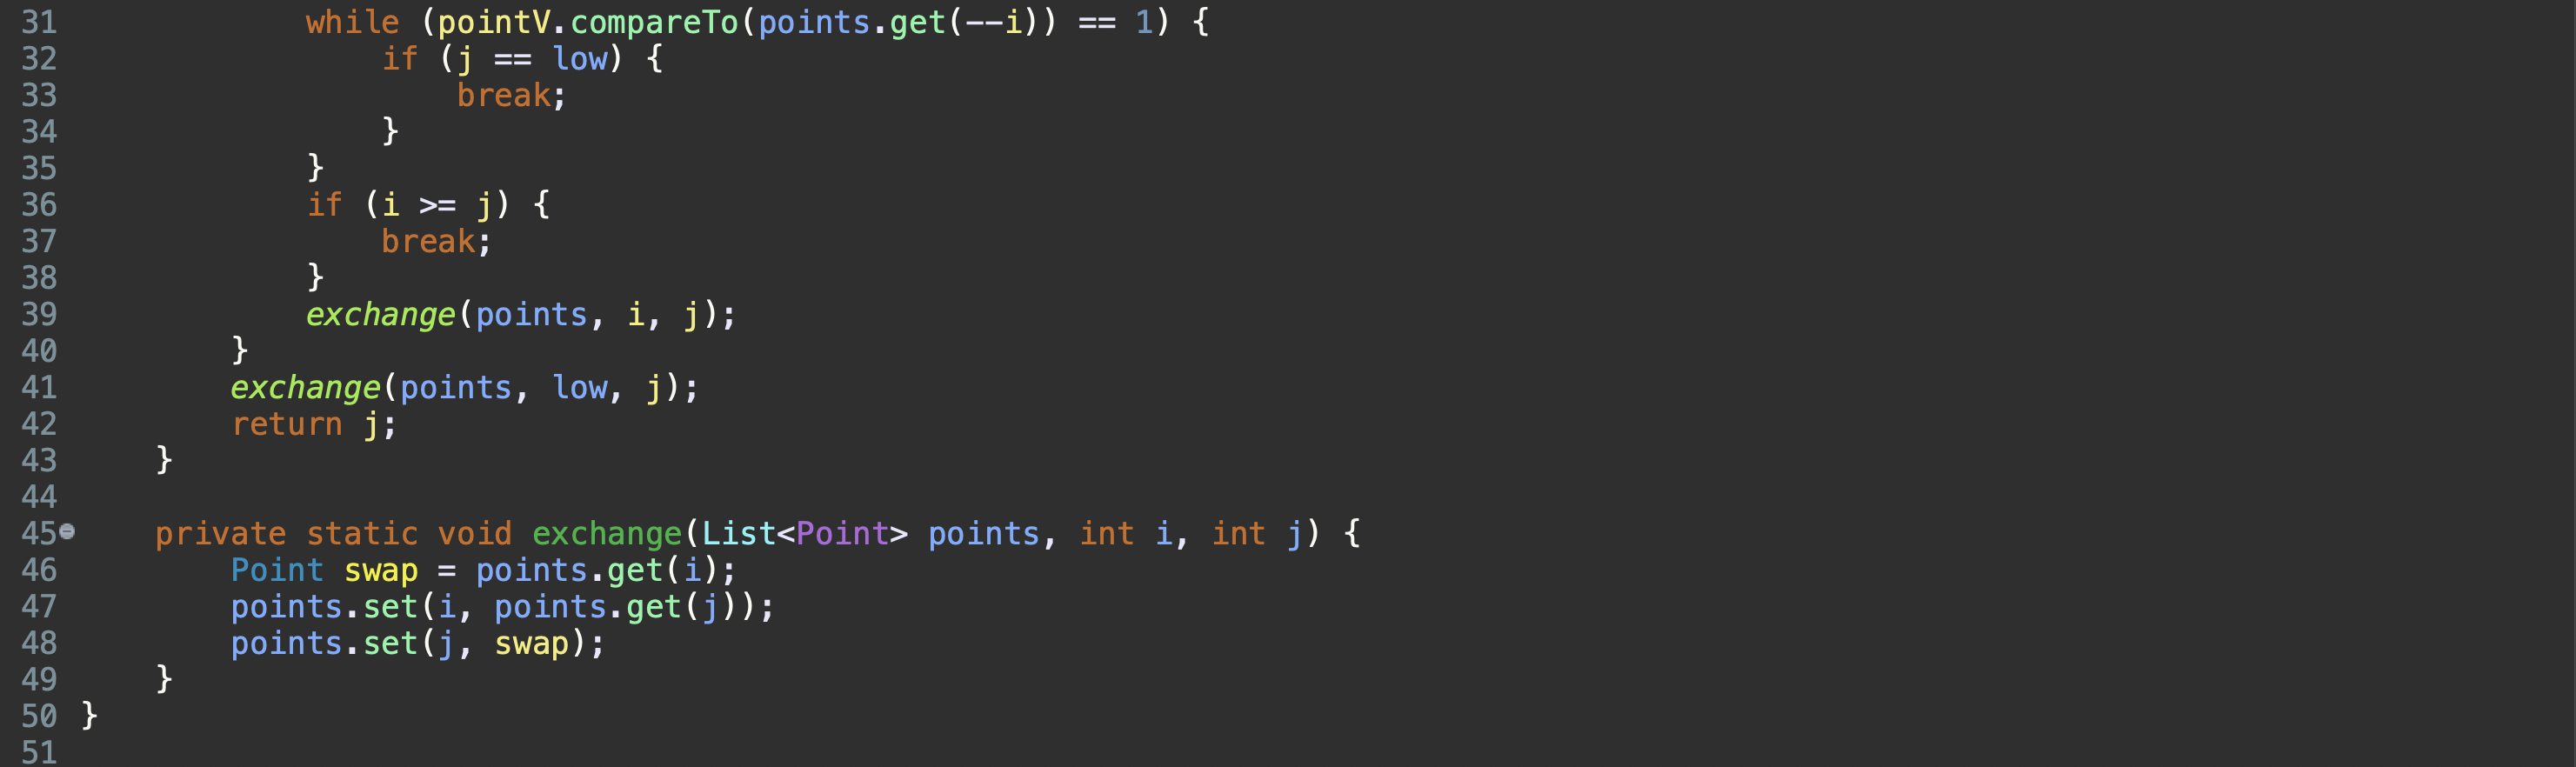 31 while (pointV.compareTo(points.get(--i)) == 1) {
32 if (j == low) {
33 break;
34 }
35 }
36 if (i >= j) {
37 break;
38 }
39 exchange(points, i, j);
40 }
41 exchange(points, low, j);
42 return j;
43 }
44
45 private static void exchange(List<Point> points, int i, int j) {
46 Point swap = points.get(i);
47 points.set(i, points.get(j));
48 points.set(j, swap);
49 }
50 }
51